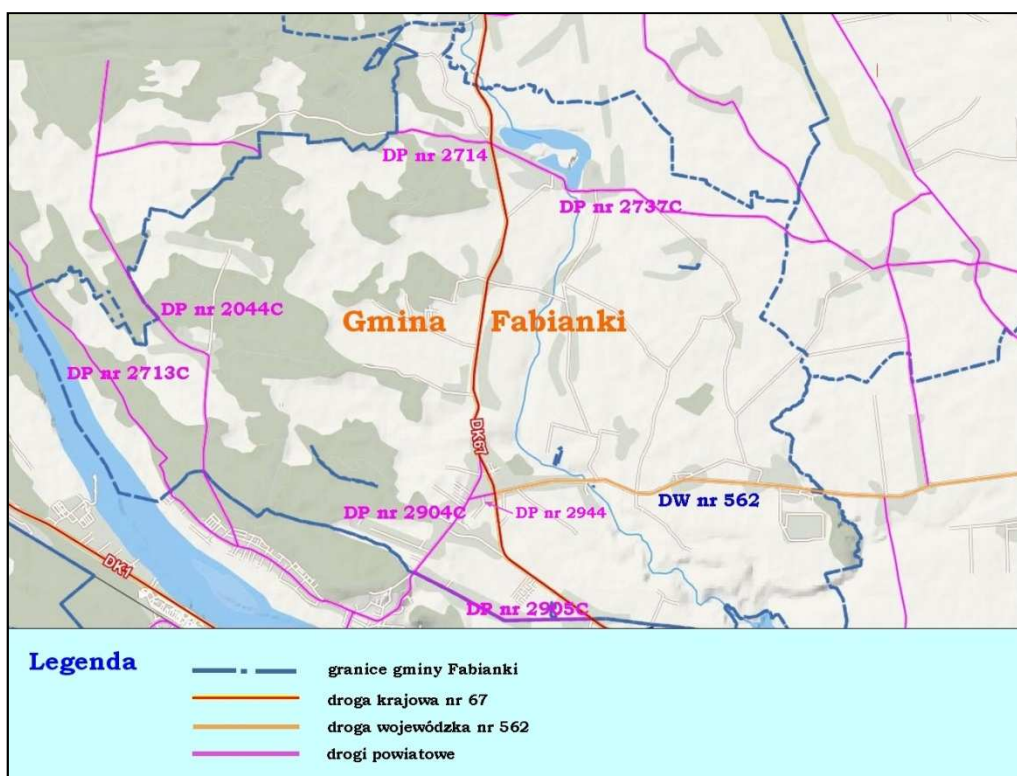 DP nr 2714
DP nr 2737C
DP nr 2044C
Gmina Fabianki
DP nr 2713C
DK67
DW nr 562
DP nr 2904C
DP nr 2944
DK1
DP nr 2905C
Legenda
granice gminy Fabianki
droga krajowa nr 67
droga wojewódzka nr 562
drogi powiatowe